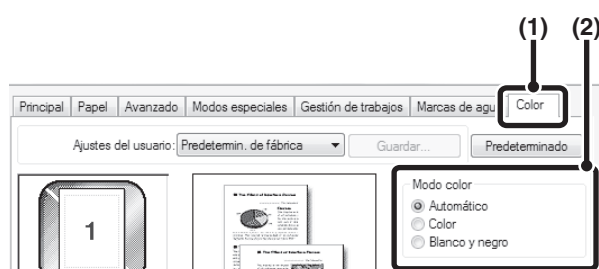 (1) (2)
Principal Papel Avanzado Modos especiales Gestión de trabajos Marcas de agu Color
Ajustes del usuario: Predetermin. de fábrica Guardar... Predeterminado
Modo color
Automático
Color
Blanco y negro
1